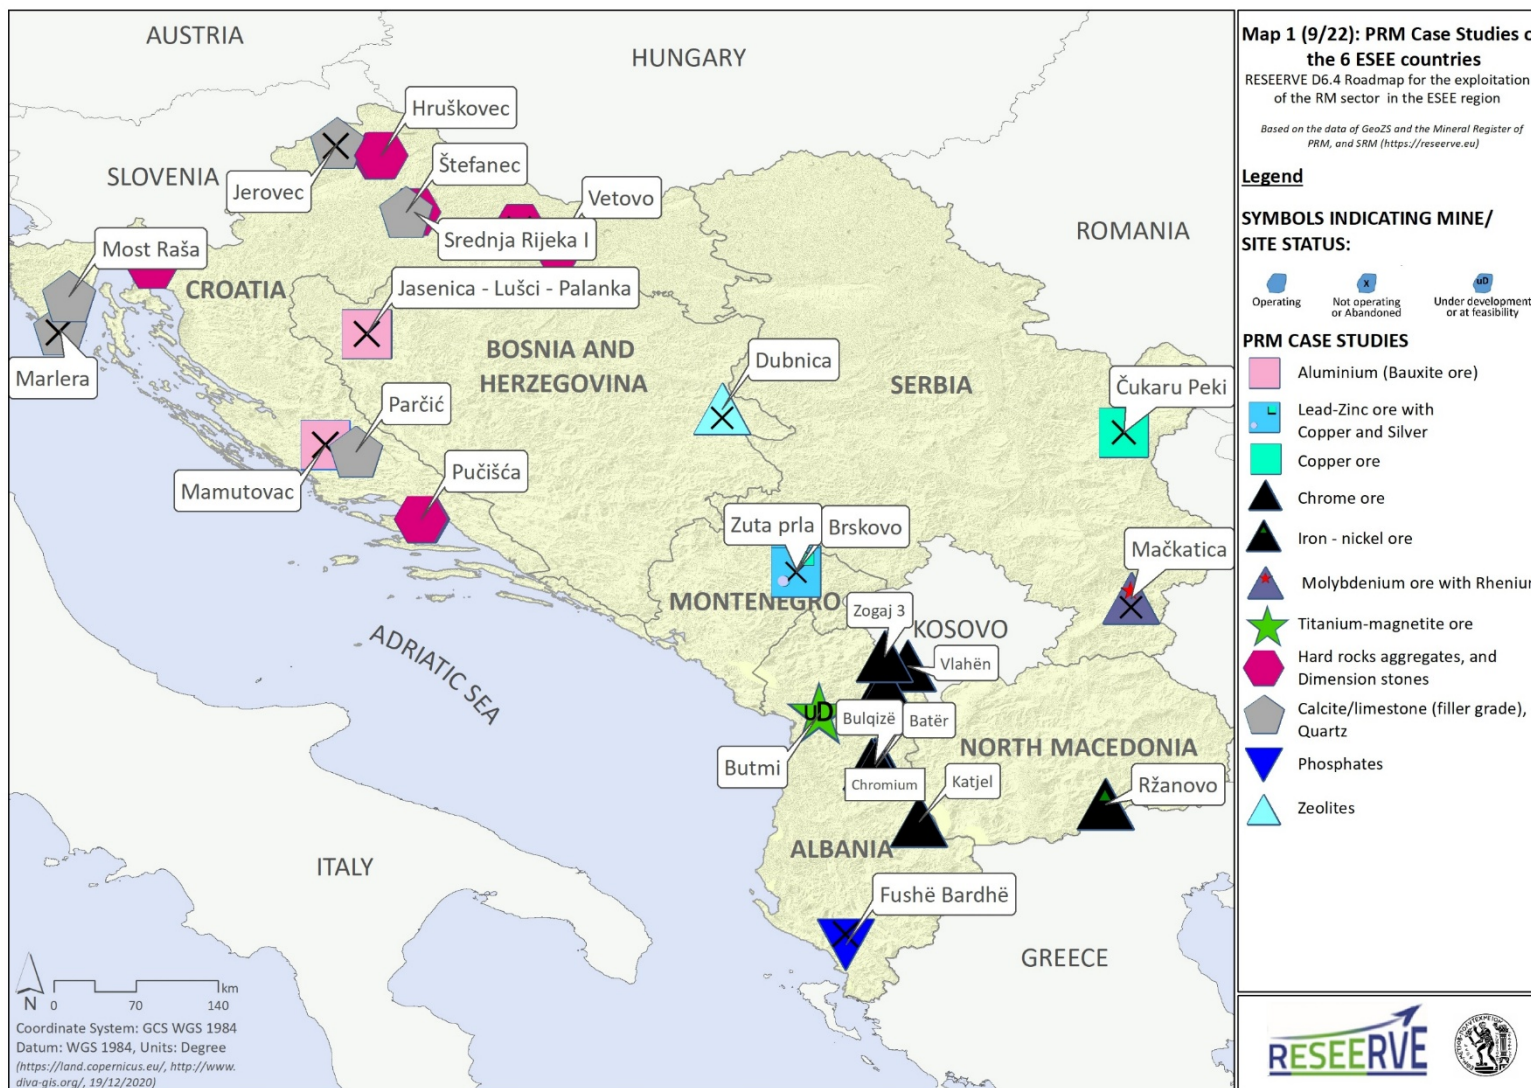 AUSTRIA
HUNGARY
SLOVENIA
ROMANIA
CROATIA
BOSNIA AND
HERZEGOVINA
SERBIA
MONTENEGRO
KOSOVO
NORTH MACEDONIA
ALBANIA
ITALY
GREECE
ADRIATIC SEA
Hruškovec
Štefanec
Jerovec
Vetovo
Srednja Rijeka I
Most Raša
Jasenica - Lušci - Palanka
Marlera
Dubnica
Čukaru Peki
Parčić
Mamutovac
Pučišća
Zuta prla
Brskovo
Mačkatica
Zogaj 3
Vlahën
uD
Bulqizë
Batër
Butmi
Chromium
Katjel
Ržanovo
Fushë Bardhë
N
0 70 140 km
Coordinate System: GCS WGS 1984
Datum: WGS 1984, Units: Degree
(https://land.copernicus.eu/, http://www.
diva-gis.org/, 19/12/2020)
Map 1 (9/22): PRM Case Studies
the 6 ESEE countries
RESEERVE D6.4 Roadmap for the exploitation
of the RM sector in the ESEE region
Based on the data of GeoZS and the Mineral Register of
PRM, and SRM (https://reseerve.eu)
Legend
SYMBOLS INDICATING MINE/
SITE STATUS:
x
uD
Operating
Not operating
or Abandoned
Under development
or at feasibility
PRM CASE STUDIES
Aluminium (Bauxite ore)
Lead-Zinc ore with
Copper and Silver
Copper ore
Chrome ore
Iron - nickel ore
Molybdenium ore with Rhenium
Titanium-magnetite ore
Hard rocks aggregates, and
Dimension stones
Calcite/limestone (filler grade),
Quartz
Phosphates
Zeolites
RESEERVE